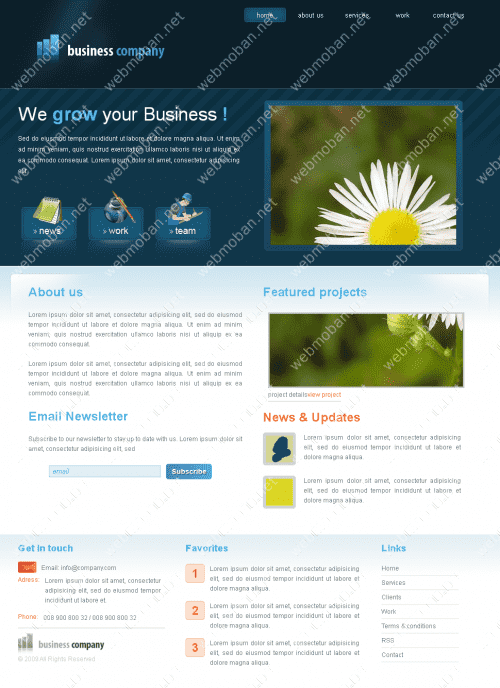 home about us services work contact us
business company
We grow your Business !
Sed do eiusmod tempor incididunt ut labore et dolore magna aliqua. Ut enim
ad minim veniam, quis nostrud exercitation ullamco laboris nisi ut aliquip ex ea
commodo consequat. Lorem ipsum dolor sit amet, consectetur adipisicing
elit.
» news » work » team
About us
Lorem ipsum dolor sit amet, consectetur adipisicing elit, sed do eiusmod
tempor incididunt ut labore et dolore magna aliqua. Ut enim ad minim
veniam, quis nostrud exercitation ullamco laboris nisi ut aliquip ex ea
commodo consequat.
Lorem ipsum dolor sit amet, consectetur adipisicing elit, sed do eiusmod
tempor incididunt ut labore et dolore magna aliqua. Ut enim ad minim
veniam, quis nostrud exercitation ullamco laboris nisi ut aliquip ex ea
commodo consequat.
Email Newsletter
Subscribe to our newsletter to stay up to date with us. Lorem ipsum dolor sit
amet, consectetur adipisicing elit, sed
email Subscribe
Featured projects
project details view project
News & Updates
Lorem ipsum dolor sit amet, consectetur adipisicing
elit, sed do eiusmod tempor incididunt ut labore et
dolore magna aliqua.
Lorem ipsum dolor sit amet, consectetur adipisicing
elit, sed do eiusmod tempor incididunt ut labore et
dolore magna aliqua.
Get in touch
Email: info@company.com
Adress: Lorem ipsum dolor sit amet, consectetur
adipisicing elit, sed do eiusmod tempor
incididunt ut labore et
Phone: 008 900 800 32 / 008 900 800 32
business company
© 2009 All Rights Reserved
Favorites
1 Lorem ipsum dolor sit amet, consectetur adipisicing
elit, sed do eiusmod tempor incididunt ut labore et
dolore magna aliqua.
2 Lorem ipsum dolor sit amet, consectetur adipisicing
elit, sed do eiusmod tempor incididunt ut labore et
dolore magna aliqua.
3 Lorem ipsum dolor sit amet, consectetur adipisicing
elit, sed do eiusmod tempor incididunt ut labore et
dolore magna aliqua.
Links
Home
Services
Clients
Work
Terms & conditions
RSS
Contact
webmoban.net